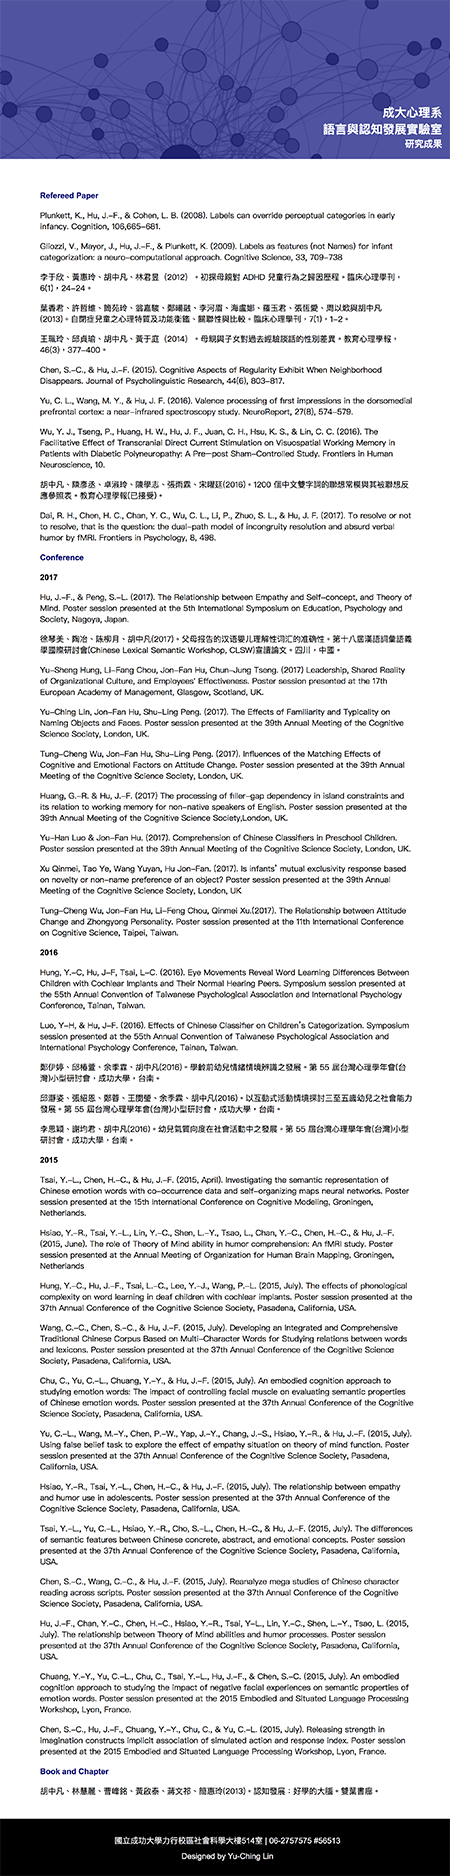 成大心理系
語言與認知發展實驗室
研究成果
Refereed Paper
Plunkett, K., Hu, J.-F., & Cohen, L. B. (2008). Labels can override perceptual categories in early
infancy. Cognition, 106,665-681.
Gliozzi, V., Mayor, J., Hu, J.-F., & Plunkett, K. (2009). Labels as features (not Names) for infant
categorization: a neuro-computational approach. Cognitive Science, 33, 709-738
李于欣、黃惠玲、胡中凡、林君昱（2012）。初探母親對 ADHD 兒童行為之歸因歷程。臨床心理學刊，
6(1)，24-24。
葉香君、許哲維、簡苑玲、翁嘉駿、鄭曦融、李河眉、海盧娜、羅玉君、張恆愛、周以歆與胡中凡
(2013)。自閉症兒童之心理特質及功能衡鑑、關聯性與比較。臨床心理學刊，7(1)，1-2。
王珮玲、邱貞瑜、胡中凡、黃于庭（2014）。母親與子女對過去經驗談話的性別差異。教育心理學報，
46(3)，377-400。
Chen, S.-C., & Hu, J.-F. (2015). Cognitive Aspects of Regularity Exhibit When Neighborhood
Disappears. Journal of Psycholinguistic Research, 44(6), 803-817.
Yu, C. L., Wang, M. Y., & Hu, J. F. (2016). Valence processing of first impressions in the dorsomedial
prefrontal cortex: a near-infrared spectroscopy study. NeuroReport, 27(8), 574-579.
Wu, Y. J., Tseng, P., Huang, H. W., Hu, J. F., Juan, C. H., Hsu, K. S., & Lin, C. C. (2016). The
Facilitative Effect of Transcranial Direct Current Stimulation on Visuospatial Working Memory in
Patients with Diabetic Polyneuropathy: A Pre–post Sham-Controlled Study. Frontiers in Human
Neuroscience, 10.
胡中凡、陳彥丞、卓淑玲、陳學志、張雨霖、宋曜廷(2016)。1200 個中文雙字詞的聯想常模與其被聯想反
應參照表。教育心理學報(已接受)。
Dai, R. H., Chen, H. C., Chan, Y. C., Wu, C. L., Li, P., Zhuo, S. L., & Hu, J. F. (2017). To resolve or not
to resolve, that is the question: the dual-path model of incongruity resolution and absurd verbal
humor by fMRI. Frontiers in Psychology, 8, 498.
Conference
2017
Hu, J.-F., & Peng, S.-L. (2017). The Relationship between Empathy and Self-concept, and Theory of
Mind. Poster session presented at the 5th International Symposium on Education, Psychology and
Society, Nagoya, Japan.
徐琴美、陶冶、陈柳月、胡中凡(2017)。父母报告的汉语婴儿理解性词汇的准确性。第十八屆漢語詞彙語義
學國際研討會(Chinese Lexical Semantic Workshop, CLSW)宣讀論文。四川，中國。
Yu-Sheng Hung, Li-Fang Chou, Jon-Fan Hu, Chun-Jung Tseng. (2017) Leadership, Shared Reality
of Organizational Culture, and Employees' Effectiveness. Poster session presented at the 17th
European Academy of Management, Glasgow, Scotland, UK.
Yu-Ching Lin, Jon-Fan Hu, Shu-Ling Peng. (2017). The Effects of Familiarity and Typicality on
Naming Objects and Faces. Poster session presented at the 39th Annual Meeting of the Cognitive
Science Society, London, UK.
Tung-Cheng Wu, Jon-Fan Hu, Shu-Ling Peng. (2017). Influences of the Matching Effects of
Cognitive and Emotional Factors on Attitude Change. Poster session presented at the 39th Annual
Meeting of the Cognitive Science Society, London, UK.
Huang, G.-R. & Hu, J.-F. (2017) The processing of filler-gap dependency in island constraints and
its relation to working memory for non-native speakers of English. Poster session presented at the
39th Annual Meeting of the Cognitive Science Society,London, UK.
Yu-Han Luo & Jon-Fan Hu. (2017). Comprehension of Chinese Classifiers in Preschool Children.
Poster session presented at the 39th Annual Meeting of the Cognitive Science Society, London, UK.
Xu Qinmei, Tao Ye, Wang Yuyan, Hu Jon-Fan. (2017). Is infants' mutual exclusivity response based
on novelty or non-name preference of an object? Poster session presented at the 39th Annual
Meeting of the Cognitive Science Society, London, UK
Tung-Cheng Wu, Jon-Fan Hu, Li-Feng Chou, Qinmei Xu.(2017). The Relationship between Attitude
Change and Zhongyong Personality. Poster session presented at the 11th International Conference
on Cognitive Science, Taipei, Taiwan.
2016
Hung, Y.-C, Hu, J-F, Tsai, L-C. (2016). Eye Movements Reveal Word Learning Differences Between
Children with Cochlear Implants and Their Normal Hearing Peers. Symposium session presented at
the 55th Annual Convention of Taiwanese Psychological Association and International Psychology
Conference, Tainan, Taiwan.
Luo, Y-H, & Hu, J-F. (2016). Effects of Chinese Classifier on Children's Categorization. Symposium
session presented at the 55th Annual Convention of Taiwanese Psychological Association and
International Psychology Conference, Tainan, Taiwan.
鄭伊婷、邱椿萱、余季霖、胡中凡(2016)。學齡前幼兒情緒情境辨識之發展。第 55 屆台灣心理學年會(台
灣)小型研討會，成功大學，台南。
邱瀞姿、張紹恩、鄭蓉、王閔瑩、余季霖、胡中凡(2016)。以互動式活動情境探討三至五歲幼兒之社會能力
發展。第 55 屆台灣心理學年會(台灣)小型研討會，成功大學，台南。
李思穎、謝均君、胡中凡(2016)。幼兒氣質向度在社會活動中之發展。第 55 屆台灣心理學年會(台灣)小型
研討會，成功大學，台南。
2015
Tsai, Y.-L., Chen, H.-C., & Hu, J.-F. (2015, April). Investigating the semantic representation of
Chinese emotion words with co-occurrence data and self-organizing maps neural networks. Poster
session presented at the 15th International Conference on Cognitive Modeling, Groningen,
Netherlands.
Hsiao, Y.-R., Tsai, Y.-L., Lin, Y.-C., Shen, L.-Y., Tsao, L., Chan, Y.-C., Chen, H.-C., & Hu, J.-F.
(2015, June). The role of Theory of Mind ability in humor comprehension: An fMRI study. Poster
session presented at the Annual Meeting of Organization for Human Brain Mapping, Groningen,
Netherlands
Hung, Y.-C., Hu, J.-F., Tsai, L.-C., Lee, Y.-J., Wang, P.-L. (2015, July). The effects of phonological
complexity on word learning in deaf children with cochlear implants. Poster session presented at the
37th Annual Conference of the Cognitive Science Society, Pasadena, California, USA.
Wang, C.-C., Chen, S.-C., & Hu, J.-F. (2015, July). Developing an Integrated and Comprehensive
Traditional Chinese Corpus Based on Multi-Character Words for Studying relations between words
and lexicons. Poster session presented at the 37th Annual Conference of the Cognitive Science
Society, Pasadena, California, USA.
Chu, C., Yu, C.-L., Chuang, Y.-Y., & Hu, J.-F (2015, July). An embodied cognition approach to
studying emotion words: The impact of controlling facial muscle on evaluating semantic properties
of Chinese emotion words. Poster session presented at the 37th Annual Conference of the Cognitive
Science Society, Pasadena, California, USA.
Yu, C.-L., Wang, M.-Y., Chen, P.-W., Yap, J.-Y., Chang, J.-S., Hsiao, Y.-R., & Hu, J.-F. (2015, July).
Using false belief task to explore the effect of empathy situation on theory of mind function. Poster
session presented at the 37th Annual Conference of the Cognitive Science Society, Pasadena,
California, USA.
Hsiao, Y.-R., Tsai, Y.-L., Chen, H.-C., & Hu, J.-F. (2015, July). The relationship between empathy
and humor use in adolescents. Poster session presented at the 37th Annual Conference of the
Cognitive Science Society, Pasadena, California, USA.
Tsai, Y.-L., Yu, C.-L., Hsiao, Y.-R., Cho, S.-L., Chen, H.-C., & Hu, J.-F. (2015, July). The differences
of semantic features between Chinese concrete, abstract, and emotional concepts. Poster session
presented at the 37th Annual Conference of the Cognitive Science Society, Pasadena, California,
USA.
Chen, S.-C., Wang, C.-C., & Hu, J.-F. (2015, July). Reanalyze mega studies of Chinese character
reading across scripts. Poster session presented at the 37th Annual Conference of the Cognitive
Science Society, Pasadena, California, USA.
Hu, J.-F., Chan, Y.-C., Chen, H.-C., Hsiao, Y.-R., Tsai, Y-L., Lin, Y.-C., Shen, L.-Y., Tsao, L. (2015,
July). The relationship between Theory of Mind abilities and humor processes. Poster session
presented at the 37th Annual Conference of the Cognitive Science Society, Pasadena, California,
USA.
Chuang, Y.-Y., Yu, C.-L., Chu, C., Tsai, Y.-L., Hu, J.-F., & Chen, S.-C. (2015, July). An embodied
cognition approach to studying the impact of negative facial experiences on semantic properties of
emotion words. Poster session presented at the 2015 Embodied and Situated Language Processing
Workshop, Lyon, France.
Chen, S.-C., Hu, J.-F., Chuang, Y.-Y., Chu, C., & Yu, C.-L. (2015, July). Releasing strength in
imagination constructs implicit association of simulated action and response index. Poster session
presented at the 2015 Embodied and Situated Language Processing Workshop, Lyon, France.
Book and Chapter
胡中凡、林慧麗、曹峰銘、黃啟泰、蔣文祁、簡惠玲(2013)。認知發展：好學的大腦。雙葉書廊。
國立成功大學力行校區社會科學大樓514室 | 06-2757575 #56513
Designed by Yu-Ching Lin